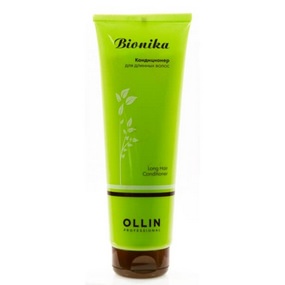 Bionika
Кондиционер
для длинных волос
Long Hair
Conditioner
OLLIN
PROFESSIONAL